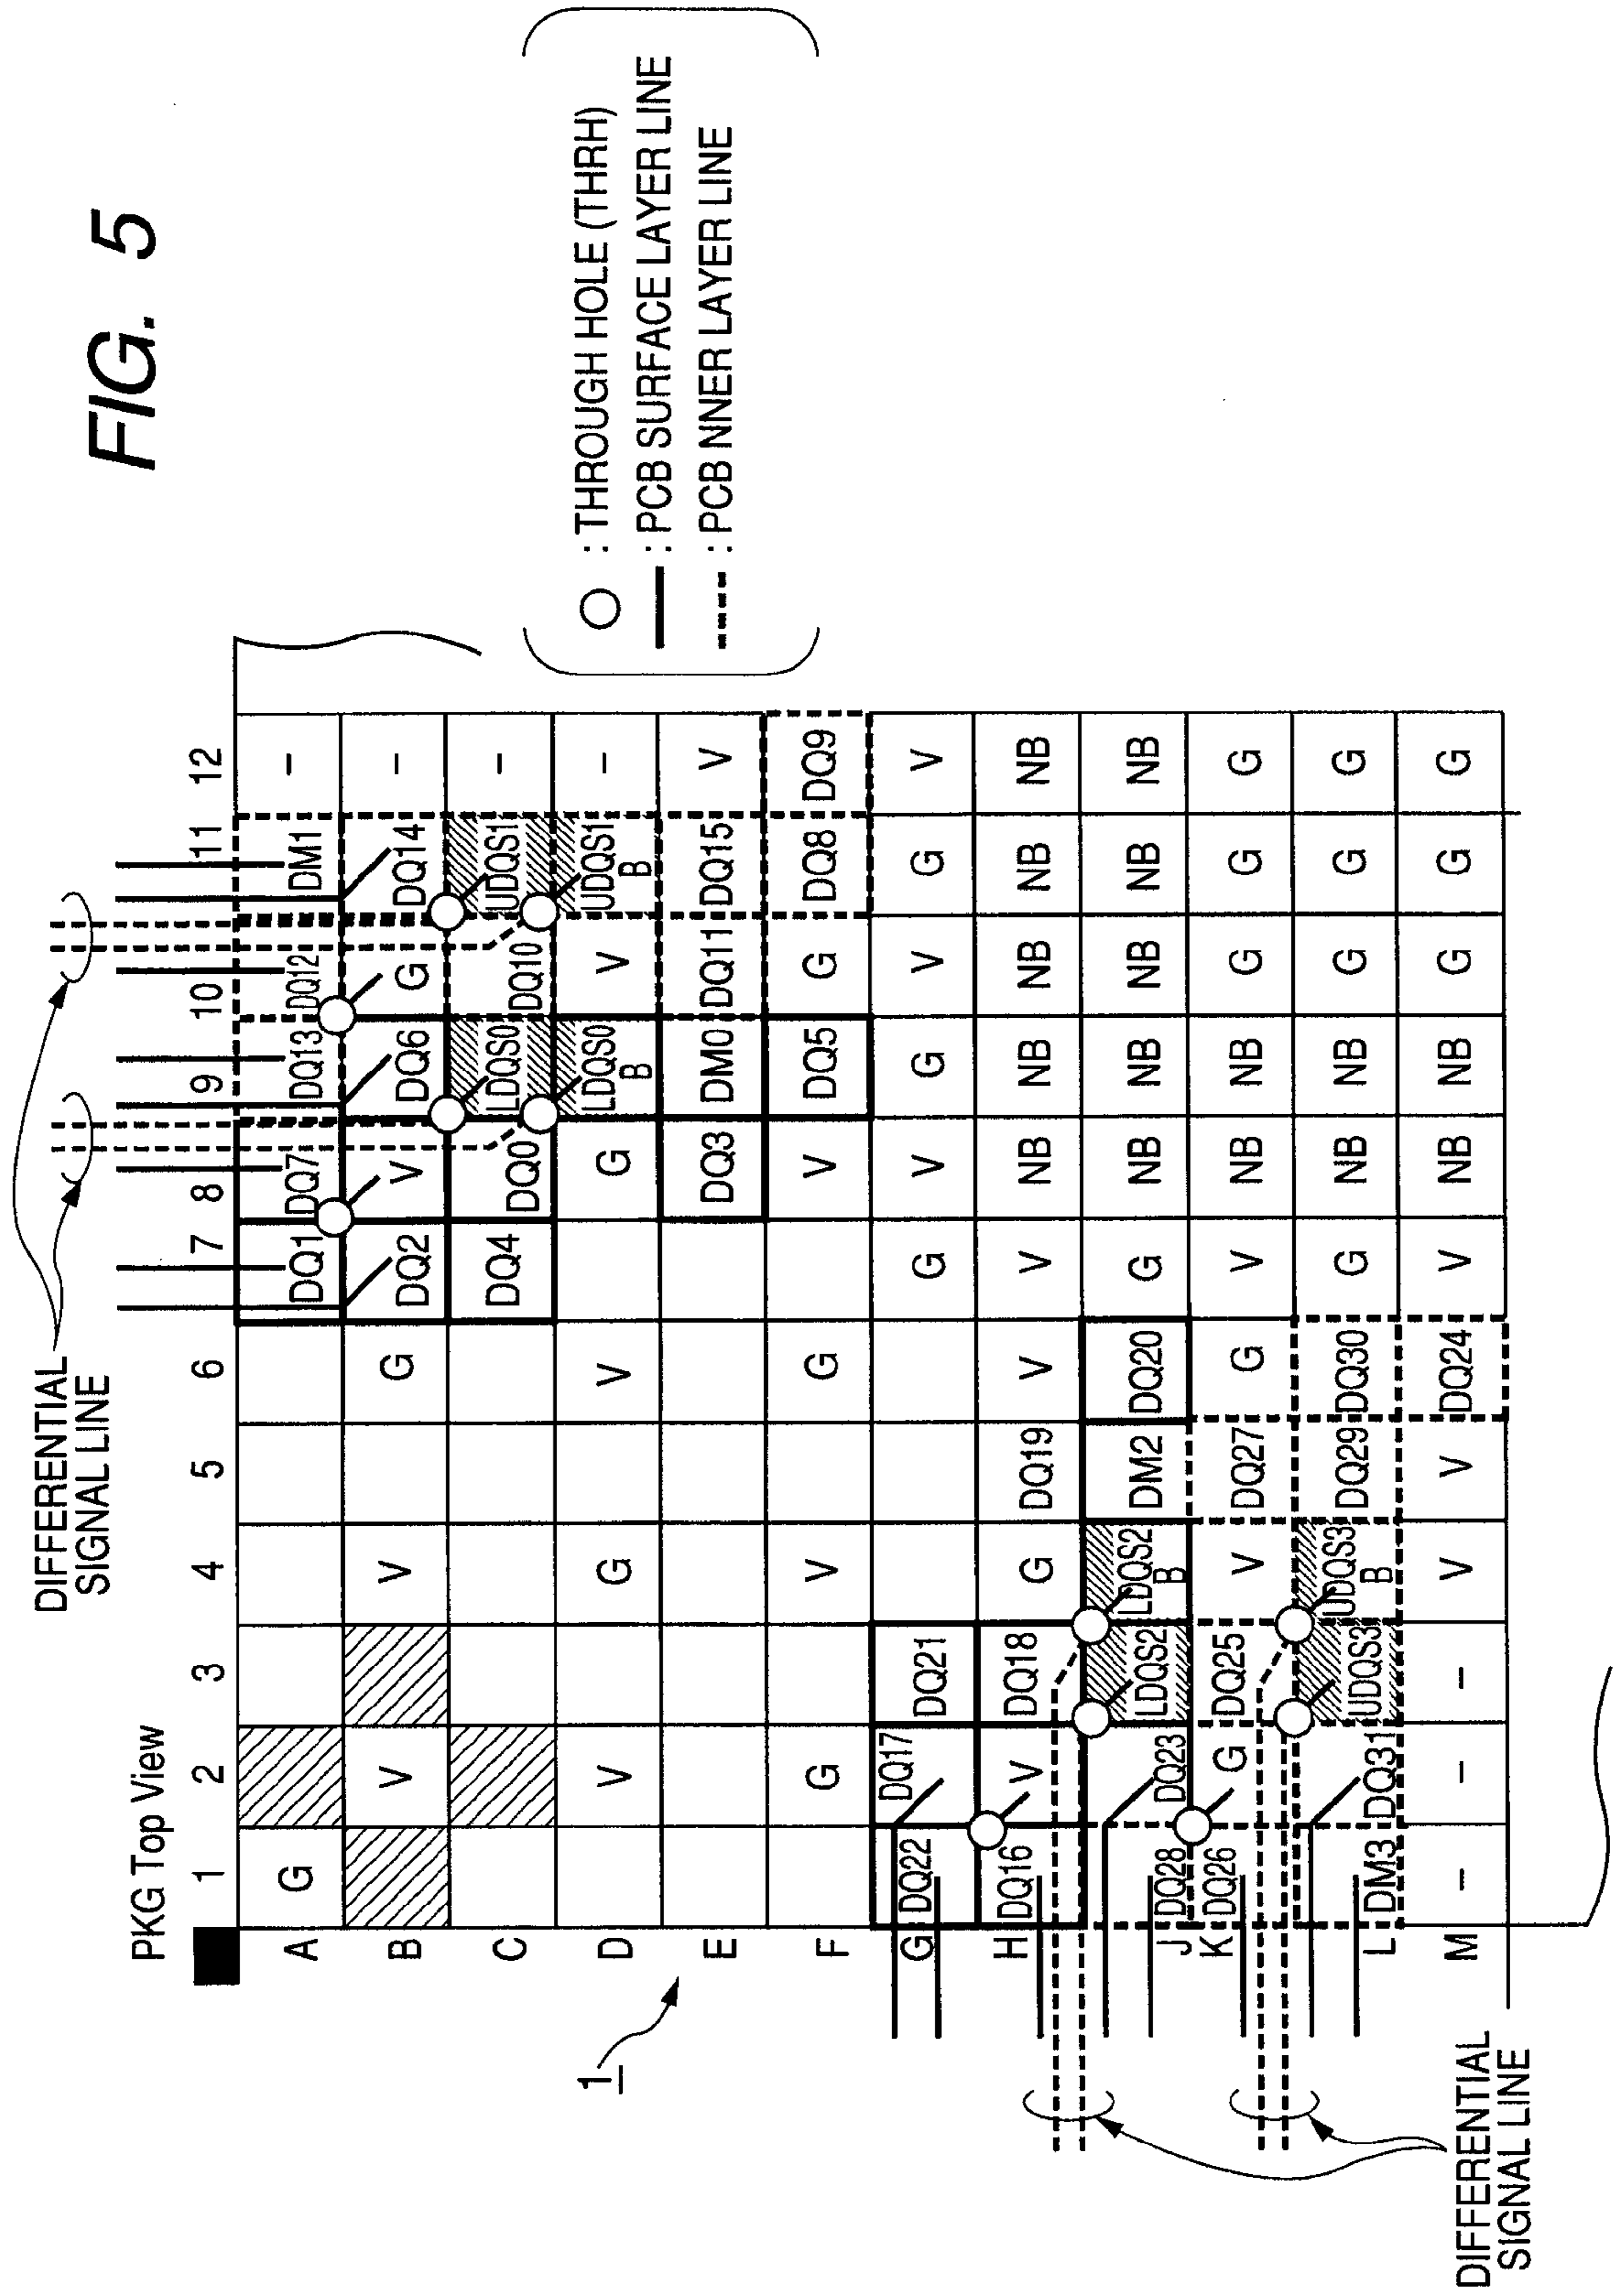 FIG. 5
DIFFERENTIAL
SIGNAL LINE
PKG Top View
1 2 3 4 5 6 7 8 9 10 11 12
A G DQ1 DQ7 DQ13 DQ12 DM1 –
B V V G DQ2 V DQ6 G DQ14 –
C DQ4 DQ0 LDQS0 DQ10 UDQS1 –
D V G V G LDQS0 B V UDQS1 B –
E DQ3 DM0 DQ11 DQ15 V
F G V G V DQ5 G DQ8 DQ9
G DQ22 DQ17 DQ21 G V G V G V
H DQ16 V DQ18 G DQ19 V V NB NB NB NB NB
J DQ28 DQ23 LDQS2 LDQS2 B DM2 DQ20 G NB NB NB NB NB
K DQ26 G DQ25 V DQ27 G V NB NB G G G
L DM3 DQ31 UDQS3 UDQS3 B DQ29 DQ30 G NB NB G G G
M – – – V V DQ24 V NB NB G G G
1
DIFFERENTIAL
SIGNAL LINE
: THROUGH HOLE (THRH)
: PCB SURFACE LAYER LINE
: PCB NNER LAYER LINE